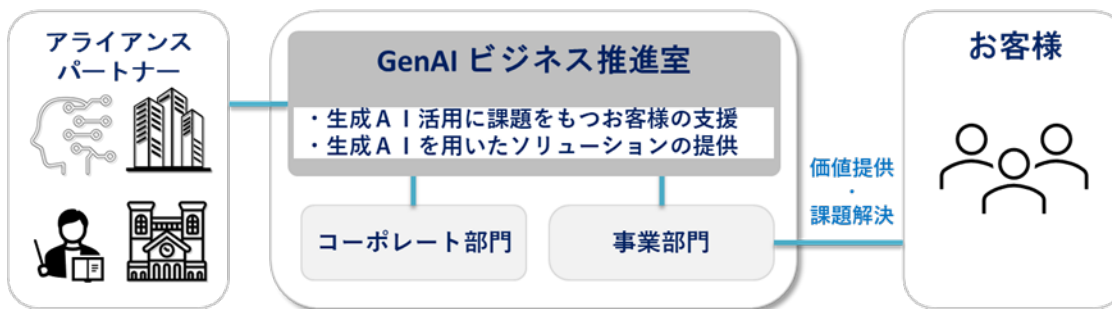 アライアンス
パートナー
GenAI ビジネス推進室
・生成ＡＩ活用に課題をもつお客様の支援
・生成ＡＩを用いたソリューションの提供
コーポレート部門
事業部門
価値提供
・
課題解決
お客様